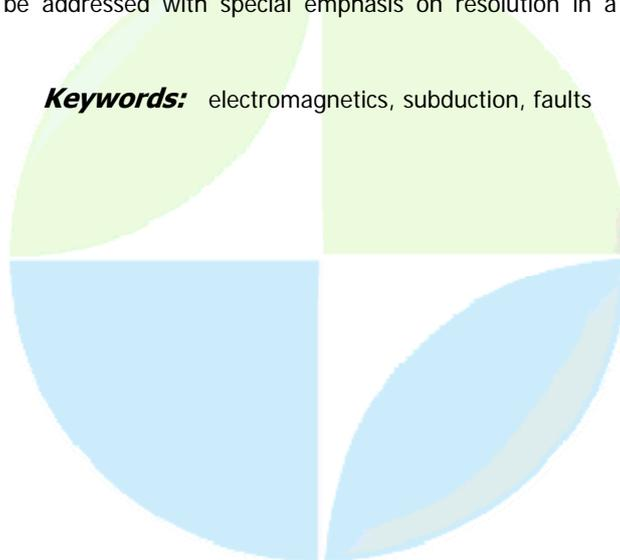 be addressed with special emphasis on resolution in a
Keywords: electromagnetics, subduction, faults